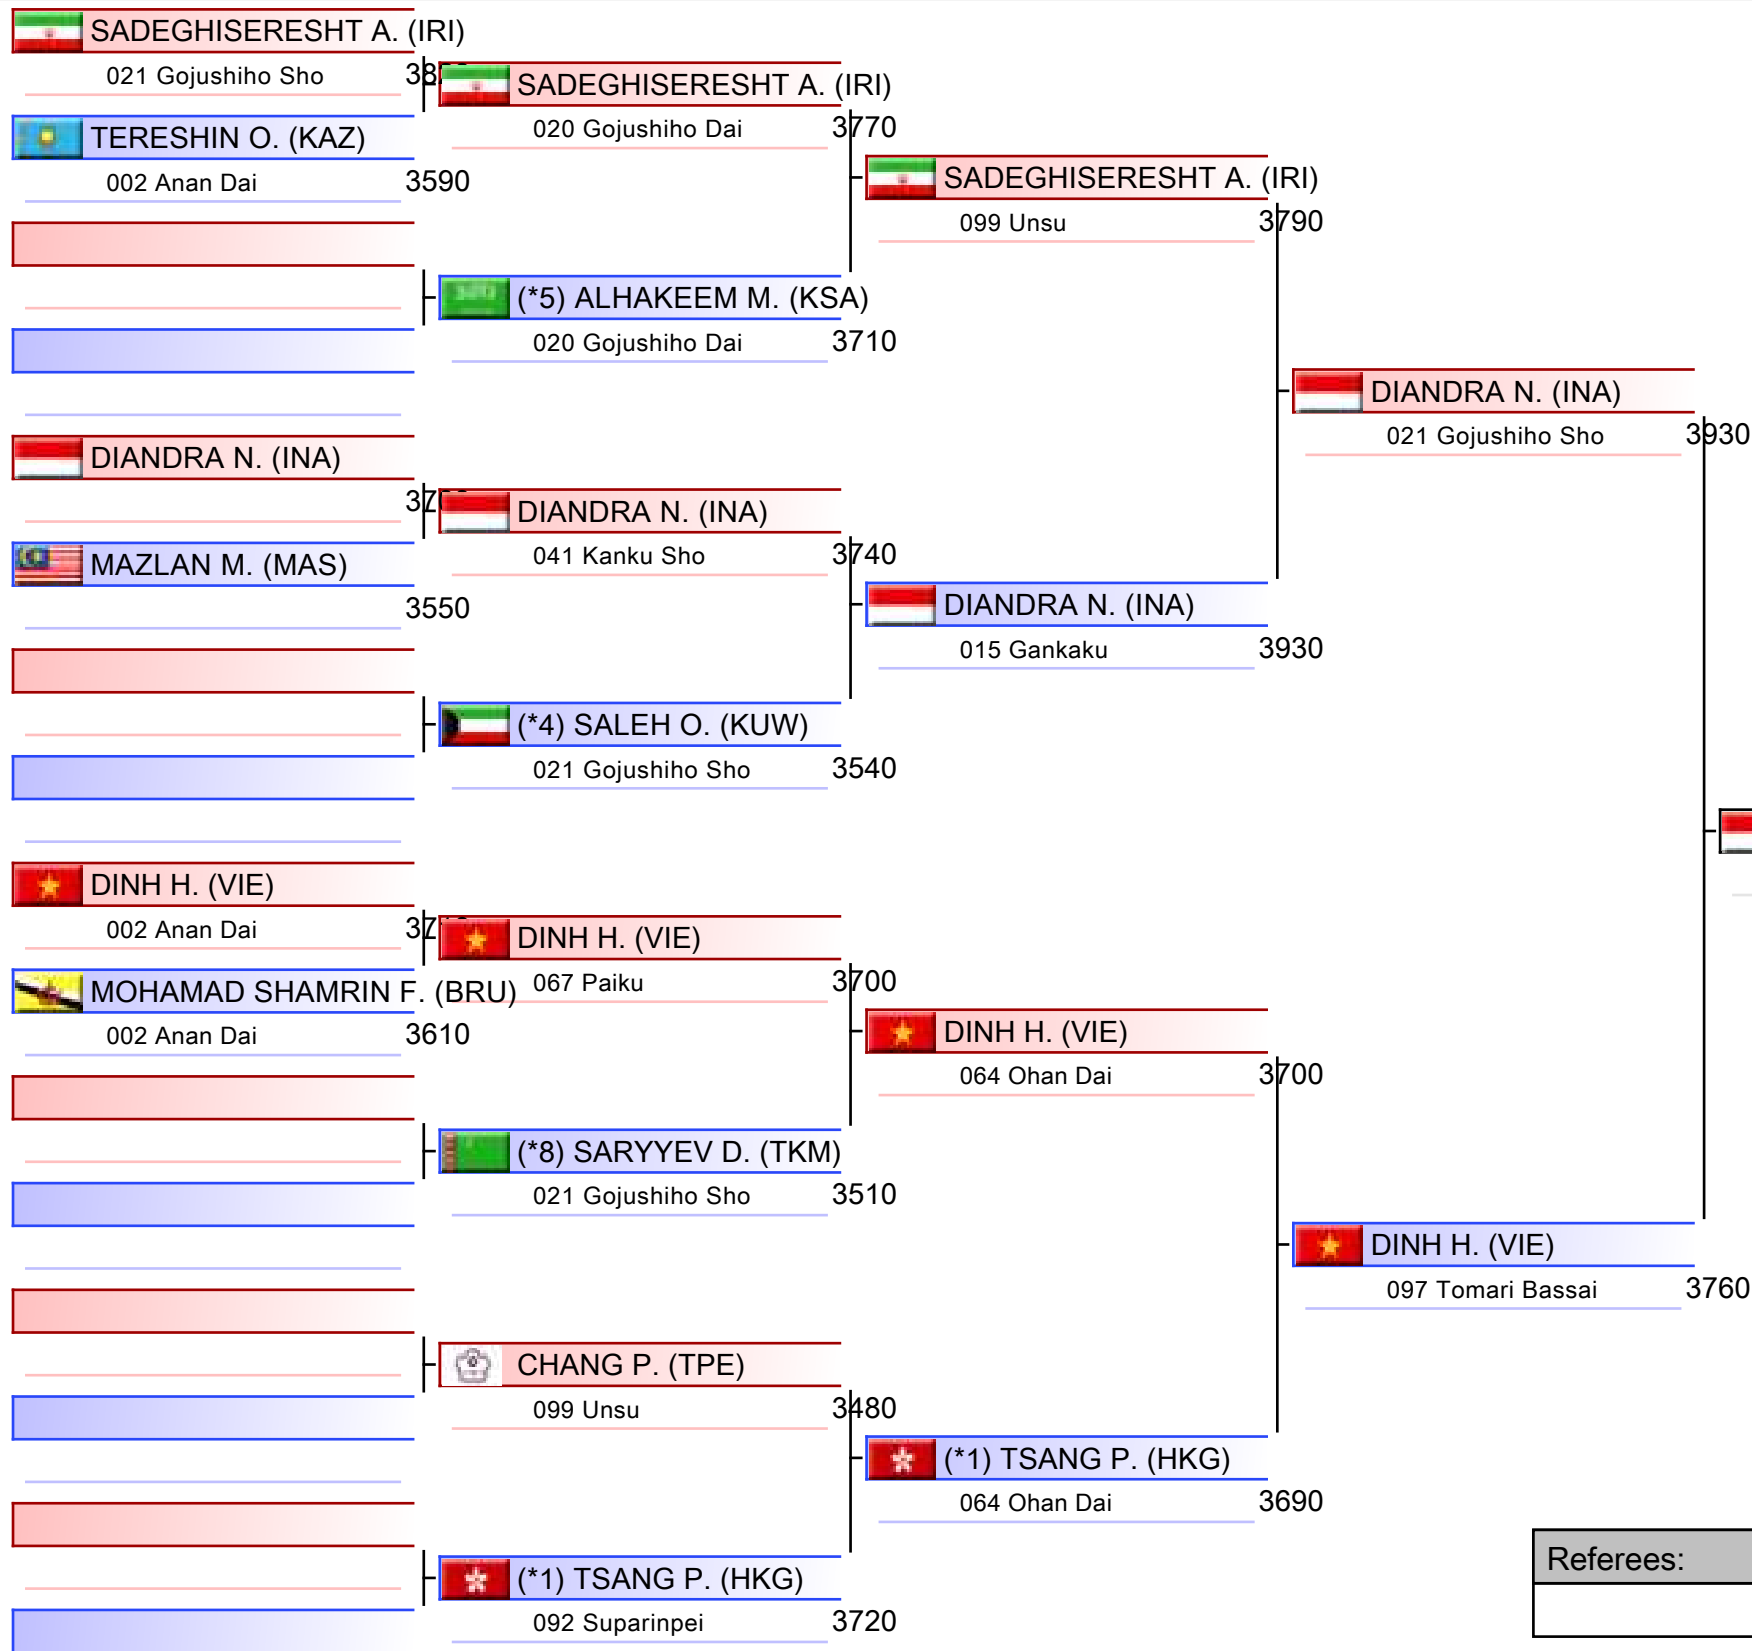 SADEGHISERESHT A. (IRI)
021 Gojushiho Sho
TERESHIN O. (KAZ)
002 Anan Dai 3590
DIANDRA N. (INA)
MAZLAN M. (MAS)
3550
DINH H. (VIE)
002 Anan Dai
MOHAMAD SHAMRIN F. (BRU)
002 Anan Dai 3610
SADEGHISERESHT A. (IRI)
020 Gojushiho Dai 3770
(*5) ALHAKEEM M. (KSA)
020 Gojushiho Dai 3710
DIANDRA N. (INA)
041 Kanku Sho 3740
(*4) SALEH O. (KUW)
021 Gojushiho Sho 3540
DINH H. (VIE)
067 Paiku 3700
(*8) SARYYEV D. (TKM)
021 Gojushiho Sho 3510
CHANG P. (TPE)
099 Unsu 3480
(*1) TSANG P. (HKG)
092 Suparinpei 3720
SADEGHISERESHT A. (IRI)
099 Unsu 3790
DIANDRA N. (INA)
015 Gankaku 3930
DINH H. (VIE)
064 Ohan Dai 3700
(*1) TSANG P. (HKG)
064 Ohan Dai 3690
DIANDRA N. (INA)
021 Gojushiho Sho 3930
DINH H. (VIE)
097 Tomari Bassai 3760
Referees: